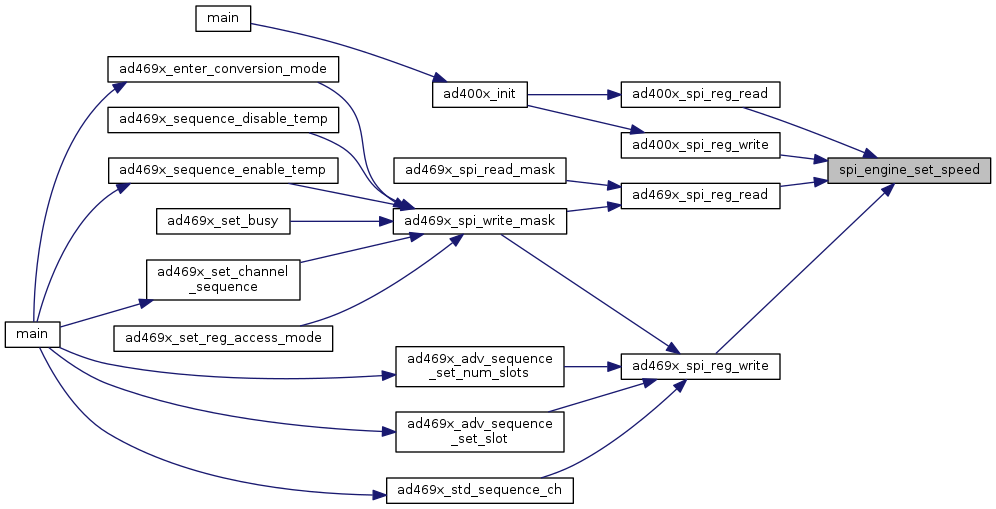 main
ad469x_enter_conversion_mode
ad400x_init
ad400x_spi_reg_read
ad469x_sequence_disable_temp
ad400x_spi_reg_write
ad469x_sequence_enable_temp
ad469x_spi_read_mask
spi_engine_set_speed
ad469x_spi_reg_read
ad469x_set_busy
ad469x_spi_write_mask
ad469x_set_channel
_sequence
main
ad469x_set_reg_access_mode
ad469x_adv_sequence
_set_num_slots
ad469x_spi_reg_write
ad469x_adv_sequence
_set_slot
ad469x_std_sequence_ch